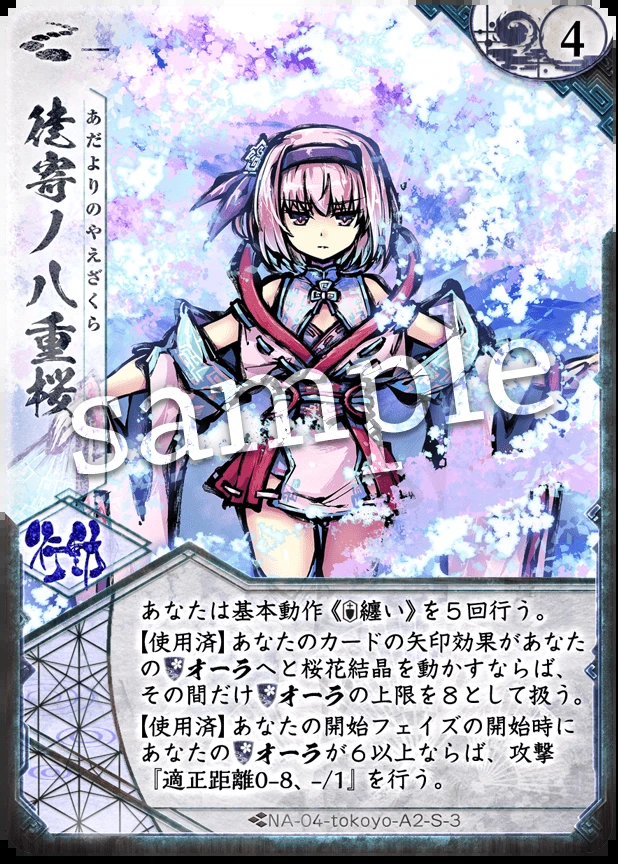 4
徒寄ノ八重桜
あだよりのやえざくら
sample
行動
あなたは基本動作《纏い》を５回行う。
【使用済】あなたのカードの矢印効果があなた
のオーラへと桜花結晶を動かすならば、
その間だけオーラの上限を８として扱う。
【使用済】あなたの開始フェイズの開始時に
あなたのオーラが６以上ならば、攻撃
『適正距離0-8、-/1』を行う。
NA-04-tokoyo-A2-S-3